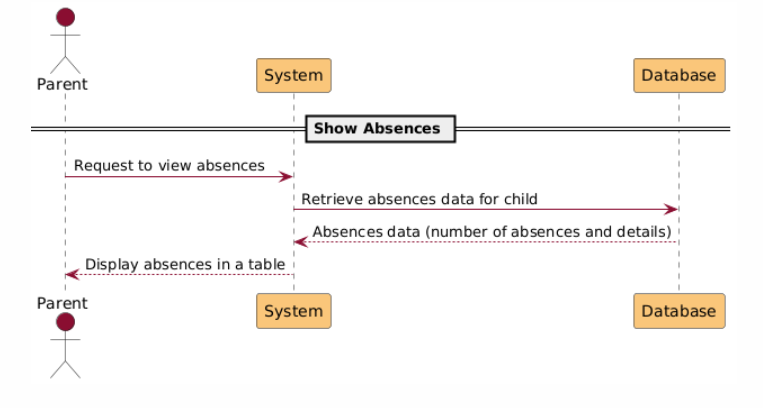 Parent
System
Database
Show Absences
Request to view absences
Retrieve absences data for child
Absences data (number of absences and details)
Display absences in a table
Parent
System
Database